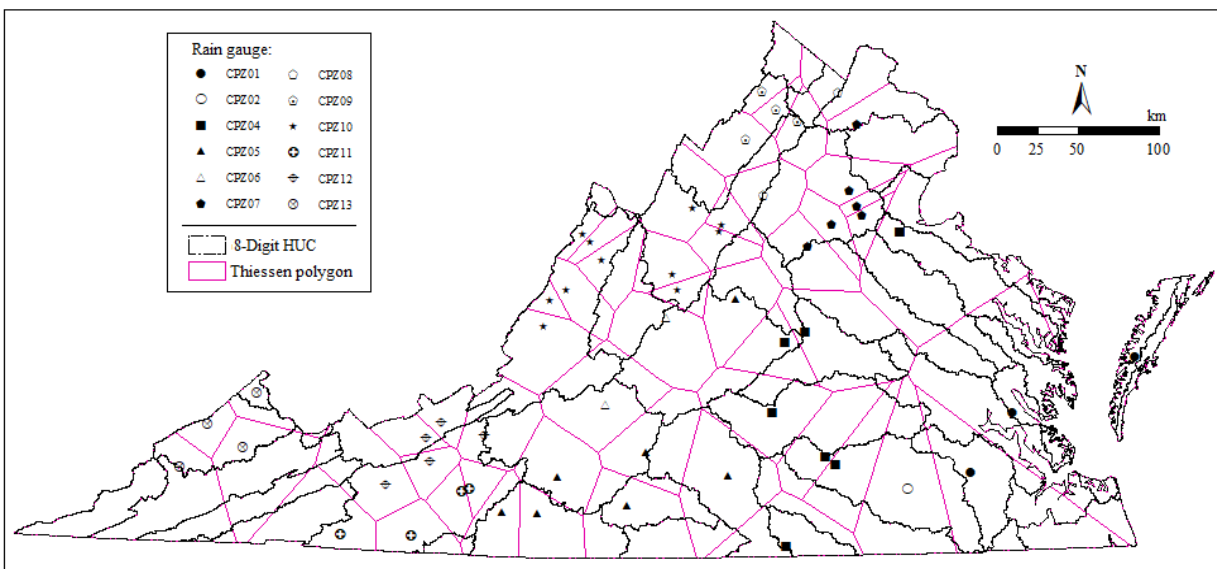 Rain gauge:
CPZ01 CPZ08
CPZ02 CPZ09
CPZ04 CPZ10
CPZ05 CPZ11
CPZ06 CPZ12
CPZ07 CPZ13
8-Digit HUC
Thiessen polygon
N
km
0 25 50 100